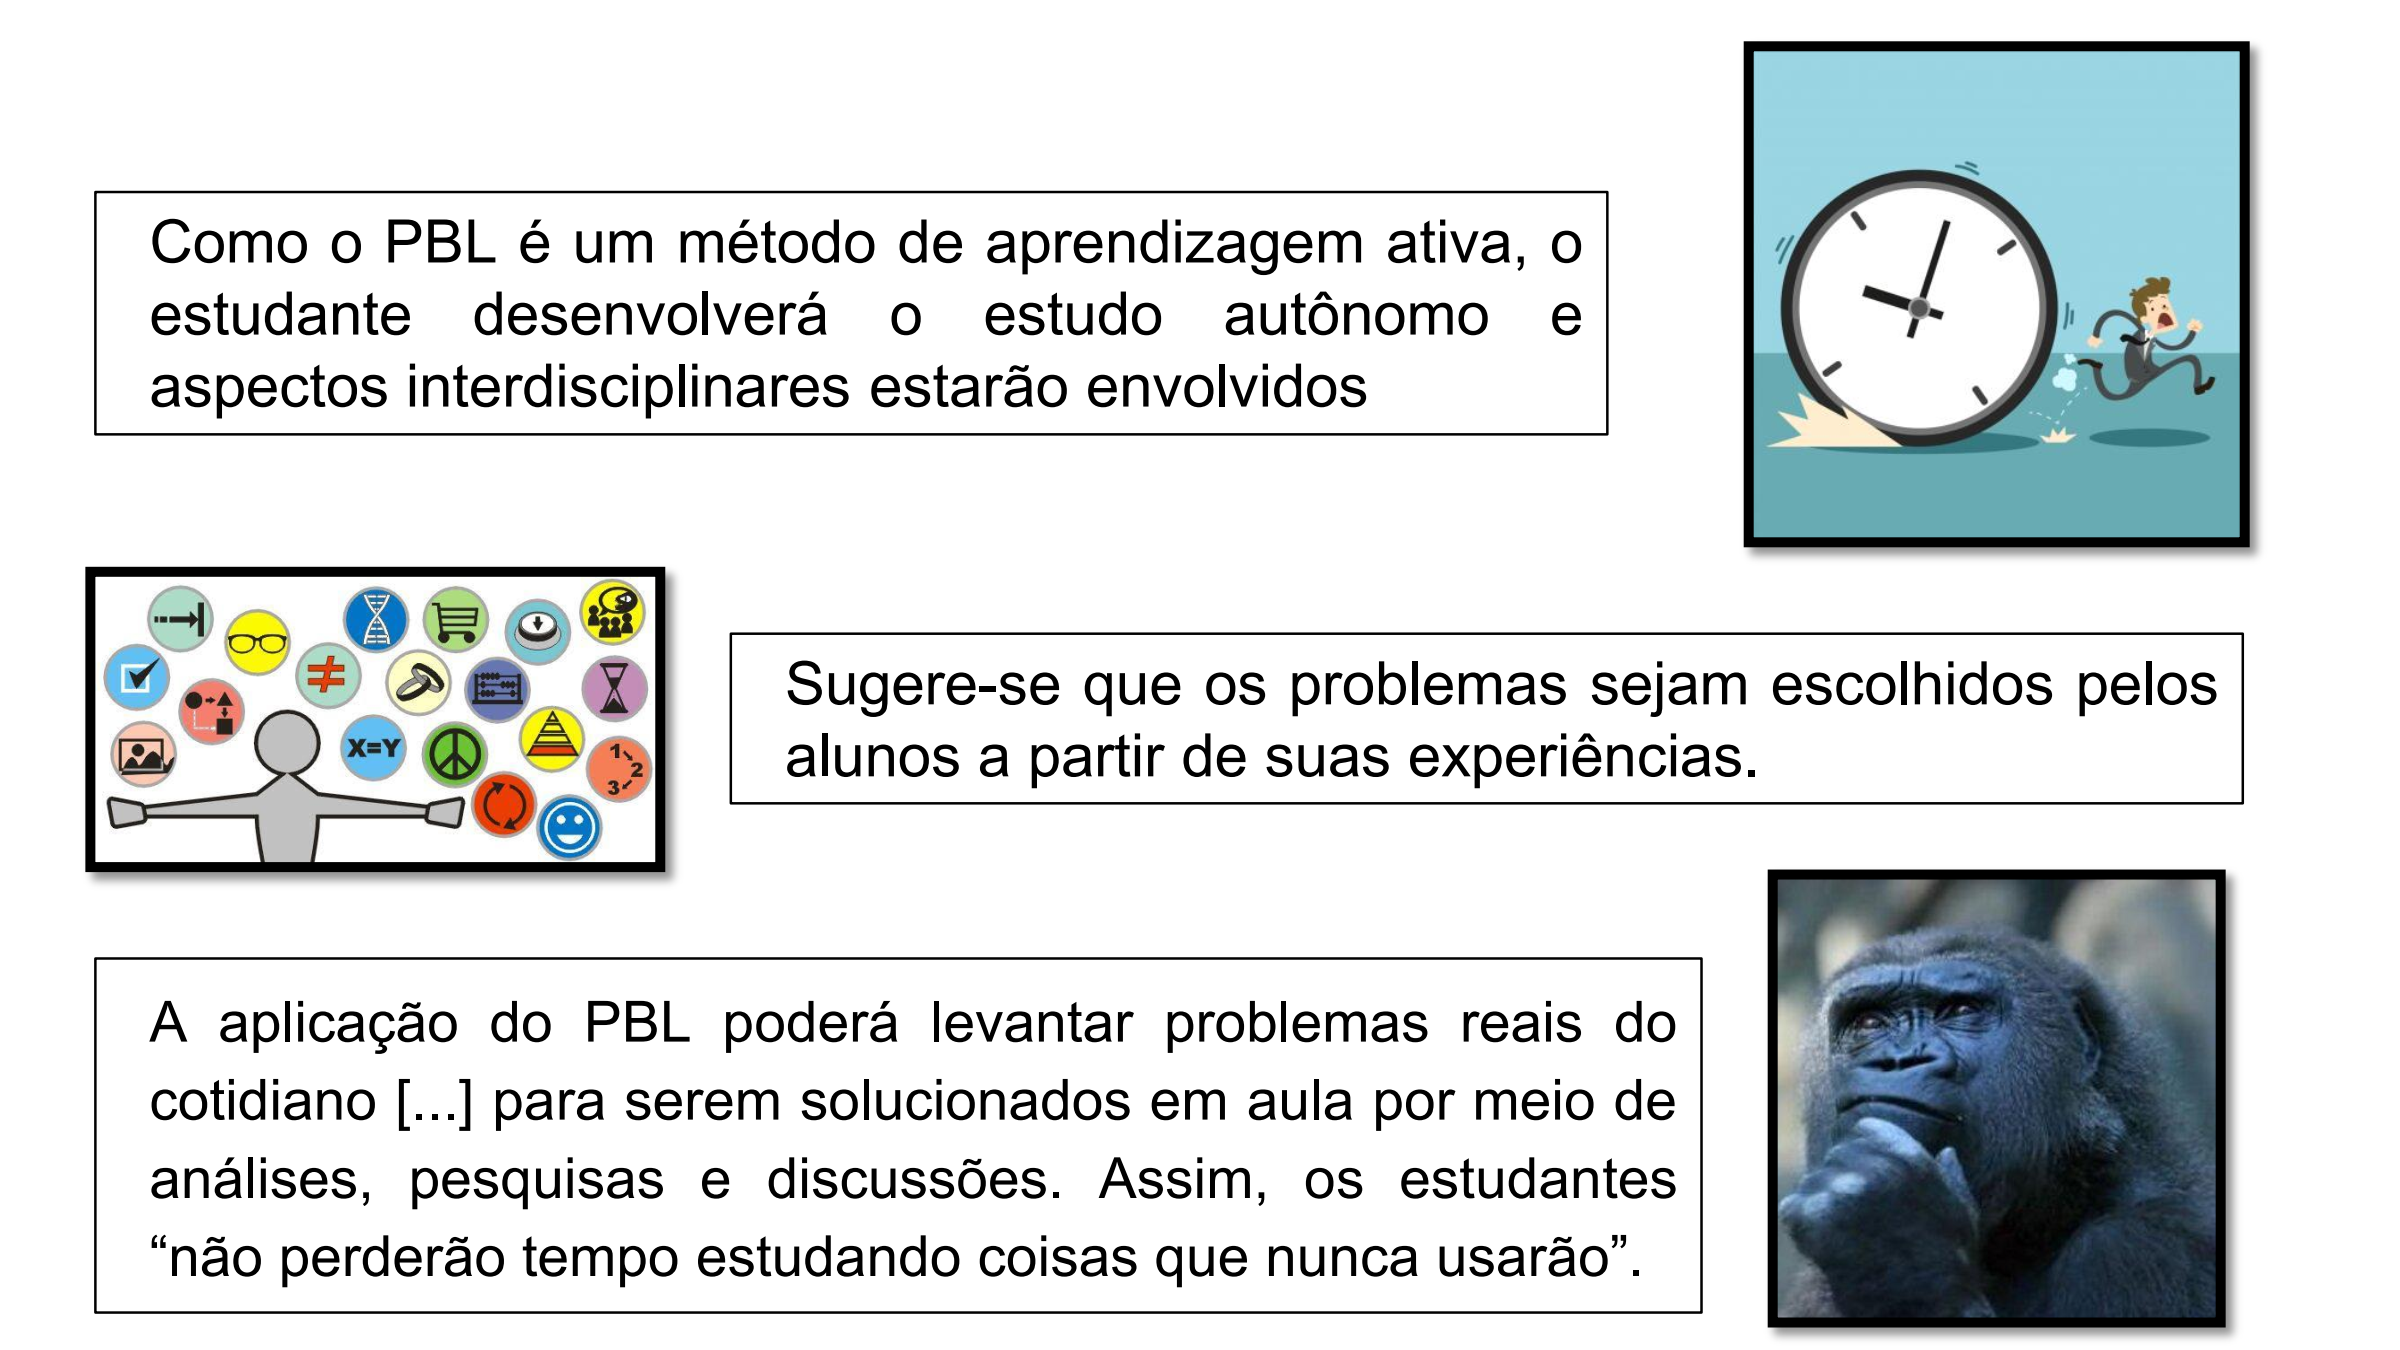 Como o PBL é um método de aprendizagem ativa, o
estudante desenvolverá o estudo autônomo e
aspectos interdisciplinares estarão envolvidos
X=Y
1
2
3
Sugere-se que os problemas sejam escolhidos pelos
alunos a partir de suas experiências.
A aplicação do PBL poderá levantar problemas reais do
cotidiano [...] para serem solucionados em aula por meio de
análises, pesquisas e discussões. Assim, os estudantes
“não perderão tempo estudando coisas que nunca usarão”.